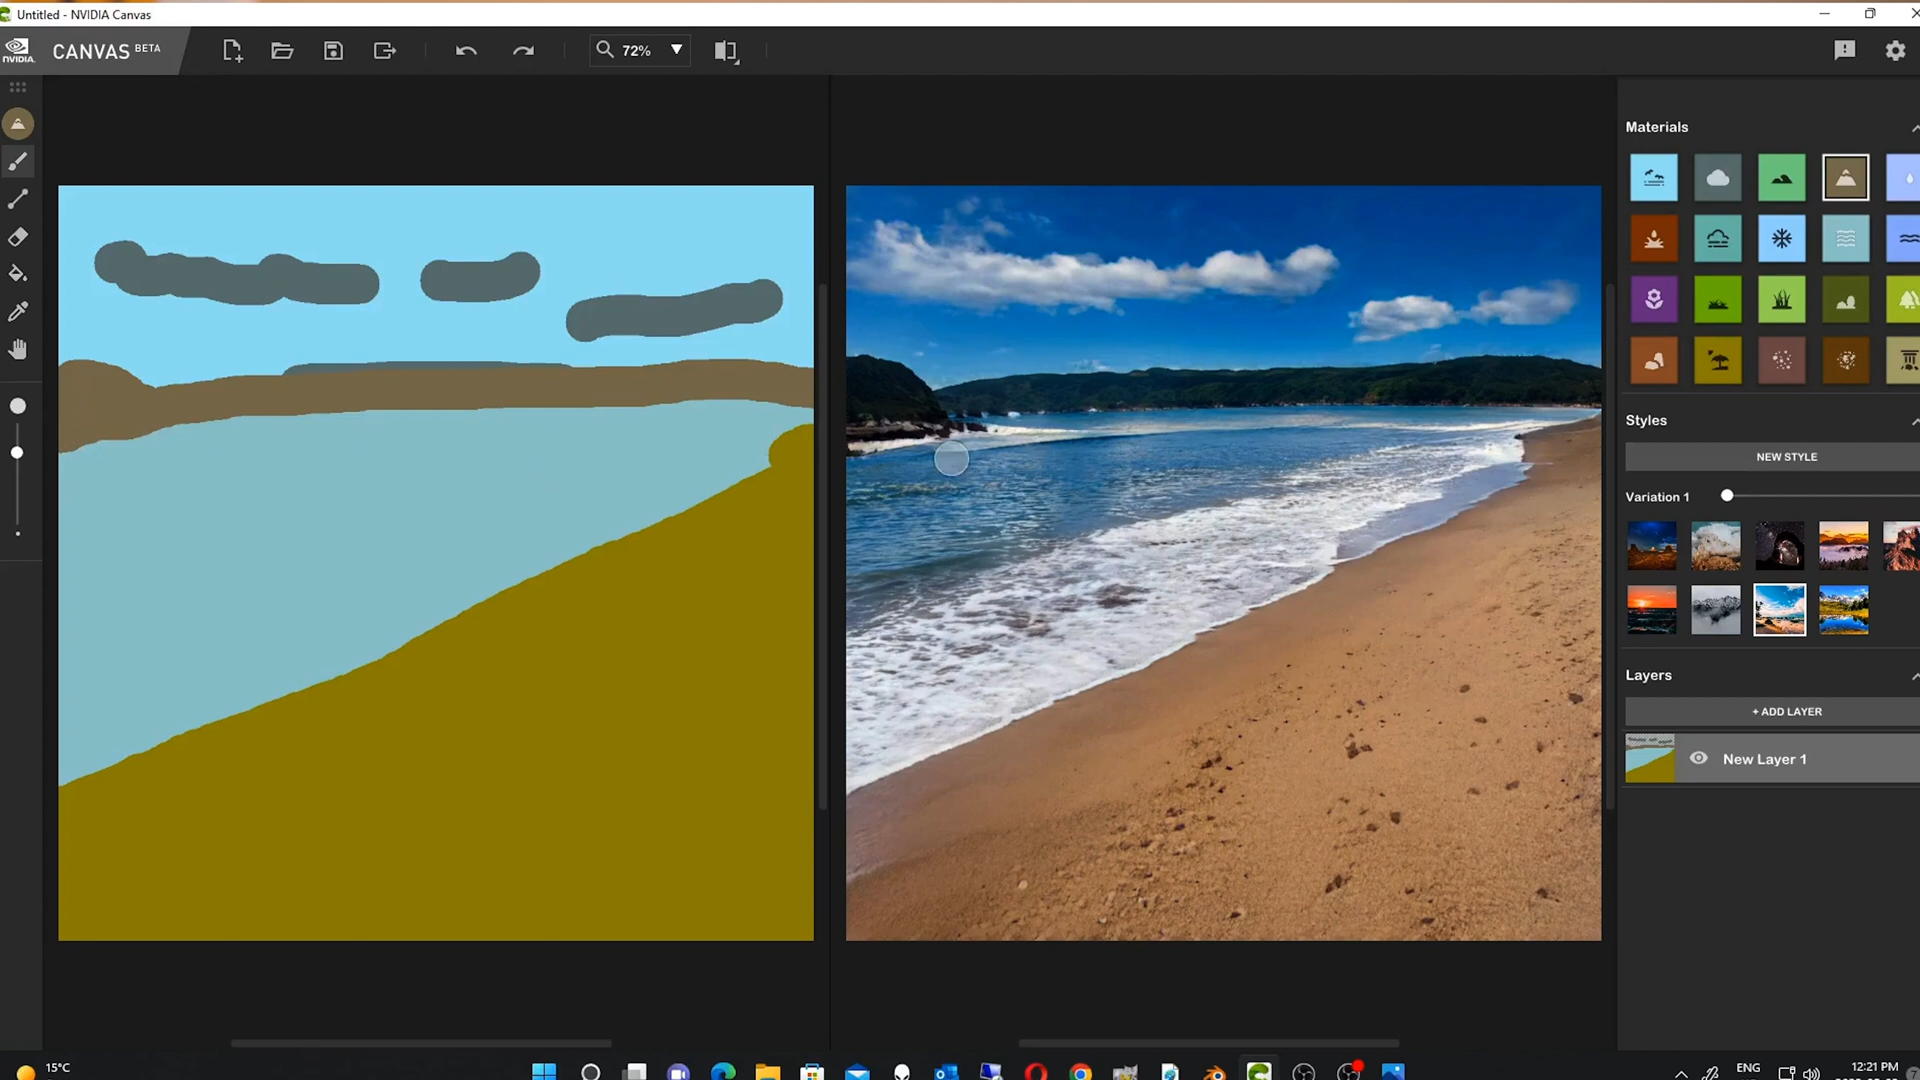 Untitled - NVIDIA Canvas
NVIDIA.
CANVAS BETA
72%
Materials
Styles
NEW STYLE
Variation 1
Layers
+ ADD LAYER
New Layer 1
15°C
ENG
12:21 PM